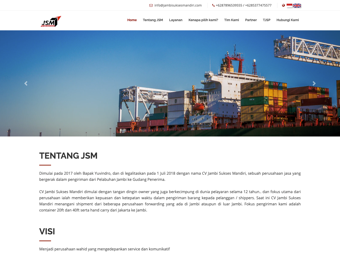 info@jambisuksesmandiri.com
Home Tentang JSM Layanan Kenapa pilih kami? Tim Kami Partner TJSP Hubungi kami
JSM
TENTANG JSM
Dimulai pada 2017 oleh Bapak Yusindro, dan di legalitaskan pada 1 Juli 2018 dengan nama CV Jambi Sukses Mandiri, sebuah perusahaan jasa yang
bergerak dalam pengiriman dari Pelabuhan Jambi ke Gudang Penerima.
CV Jambi Sukses Mandiri dimulai dengan tangan dingin owner yang juga berkecimpung di dunia pelayaran selama 12 tahun, dan fokus utama dari
perusahaan ialah memberikan kepuasan dan ketepatan waktu dalam pengiriman barang kepada pelanggan / shippers. Saat ini CV Jambi Sukses
Mandiri menangani shipment dari beberapa perusahaan forwarding yang ada di Jambi ataupun di luar Jambi. Fokus pengiriman kami adalah
container 20ft dan 40ft serta hand carry dari Jakarta ke Jambi.
VISI
Menjadi perusahaan wahid yang mengedepankan service dan komunikatif